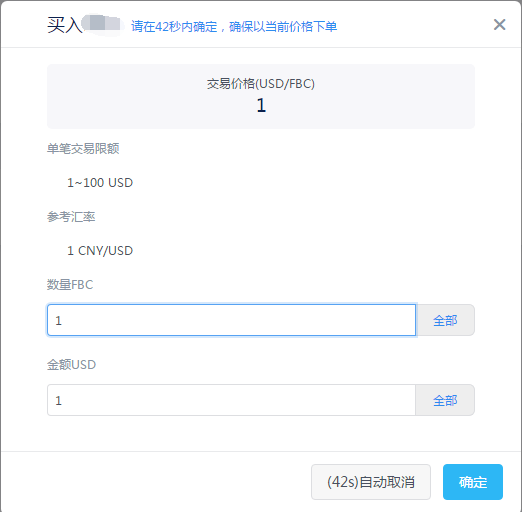 买入 请在42秒内确定，确保以当前价格下单
交易价格(USD/FBC)
1
单笔交易限额
1~100 USD
参考汇率
1 CNY/USD
数量FBC
1 全部
金额USD
1 全部
(42s)自动取消 确定